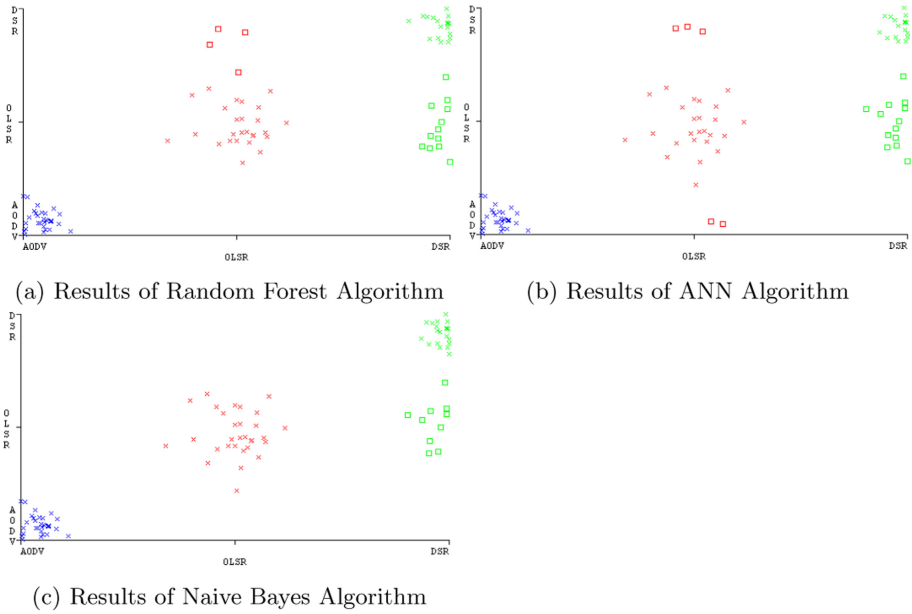 DSR
OLSR
AODV
AODV
OLSR
DSR
(a) Results of Random Forest Algorithm
DSR
OLSR
AODV
AODV
OLSR
DSR
(b) Results of ANN Algorithm
DSR
OLSR
AODV
AODV
OLSR
DSR
(c) Results of Naive Bayes Algorithm